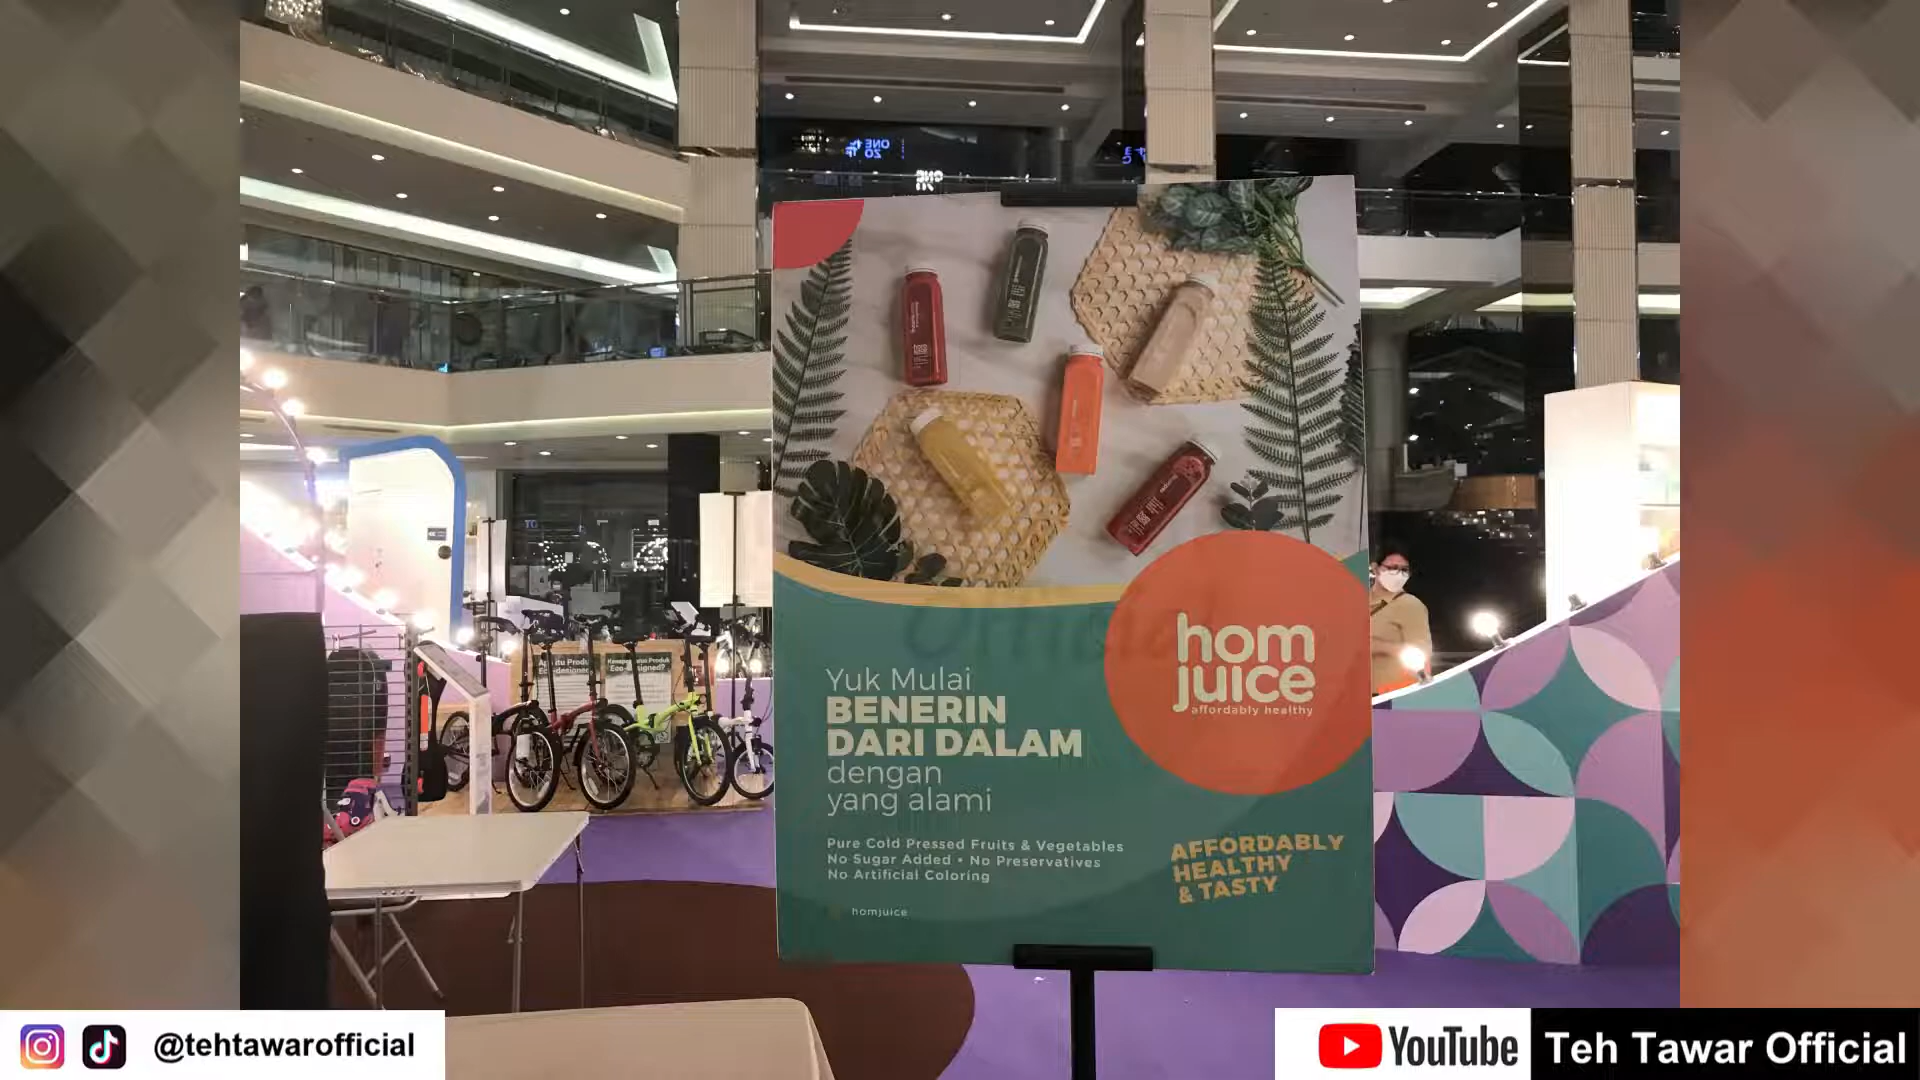 hom
juice
affordably healthy
Yuk Mulai
BENERIN
DARI DALAM
dengan
yang alami
Pure Cold Pressed Fruits & Vegetables
No Sugar Added • No Preservatives
No Artificial Coloring
homjuice
AFFORDABLY
HEALTHY
& TASTY
@tehtawarofficial
YouTube
Teh Tawar Official